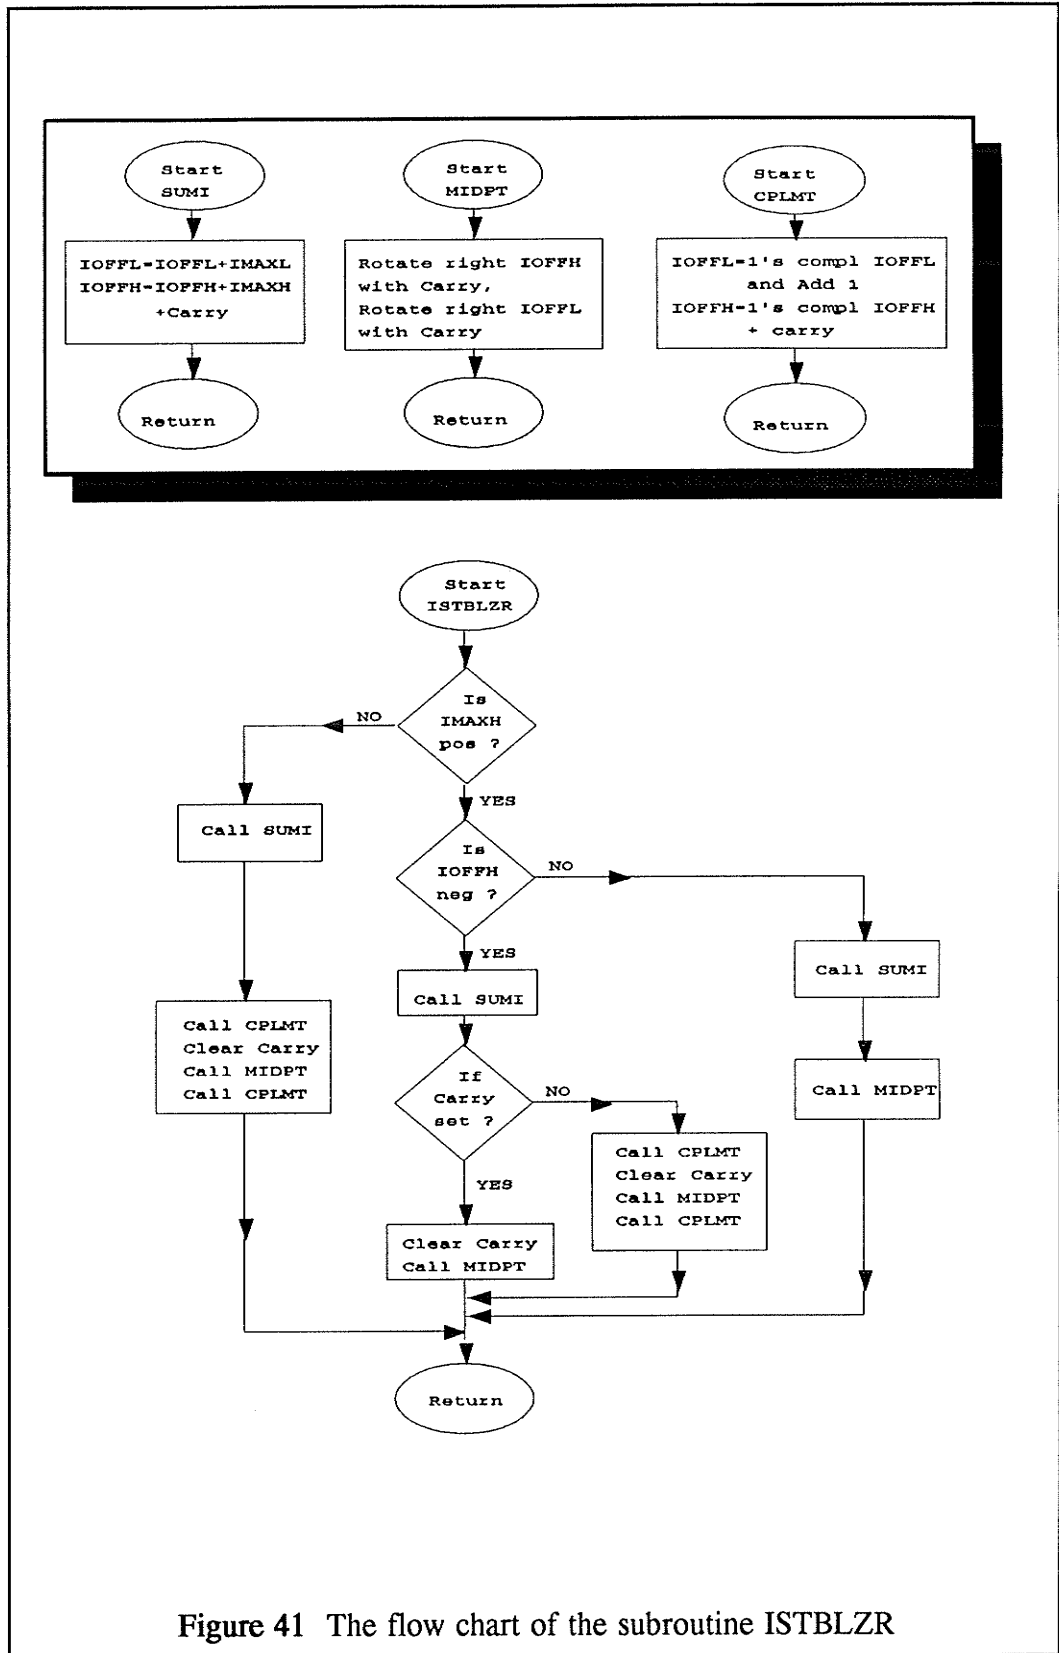 Start
SUMI
IOFFL=IOFFL+IMAXL
IOFFH=IOFFH+IMAXH
+Carry
Return
Start
MIDPT
Rotate right IOFFH
with Carry,
Rotate right IOFFL
with Carry
Return
Start
CPLMT
IOFFL=1's compl IOFFL
and Add 1
IOFFH=1's compl IOFFH
+ carry
Return
Start
ISTBLZR
Is
IMAXH
pos ?
NO
YES
Call SUMI
Is
IOFFH
neg ?
NO
YES
Call SUMI
Call SUMI
Call CPLMT
Clear Carry
Call MIDPT
Call CPLMT
If
Carry
set ?
NO
YES
Call MIDPT
Call CPLMT
Clear Carry
Call MIDPT
Call CPLMT
Clear Carry
Call MIDPT
Return
Figure 41 The flow chart of the subroutine ISTBLZR